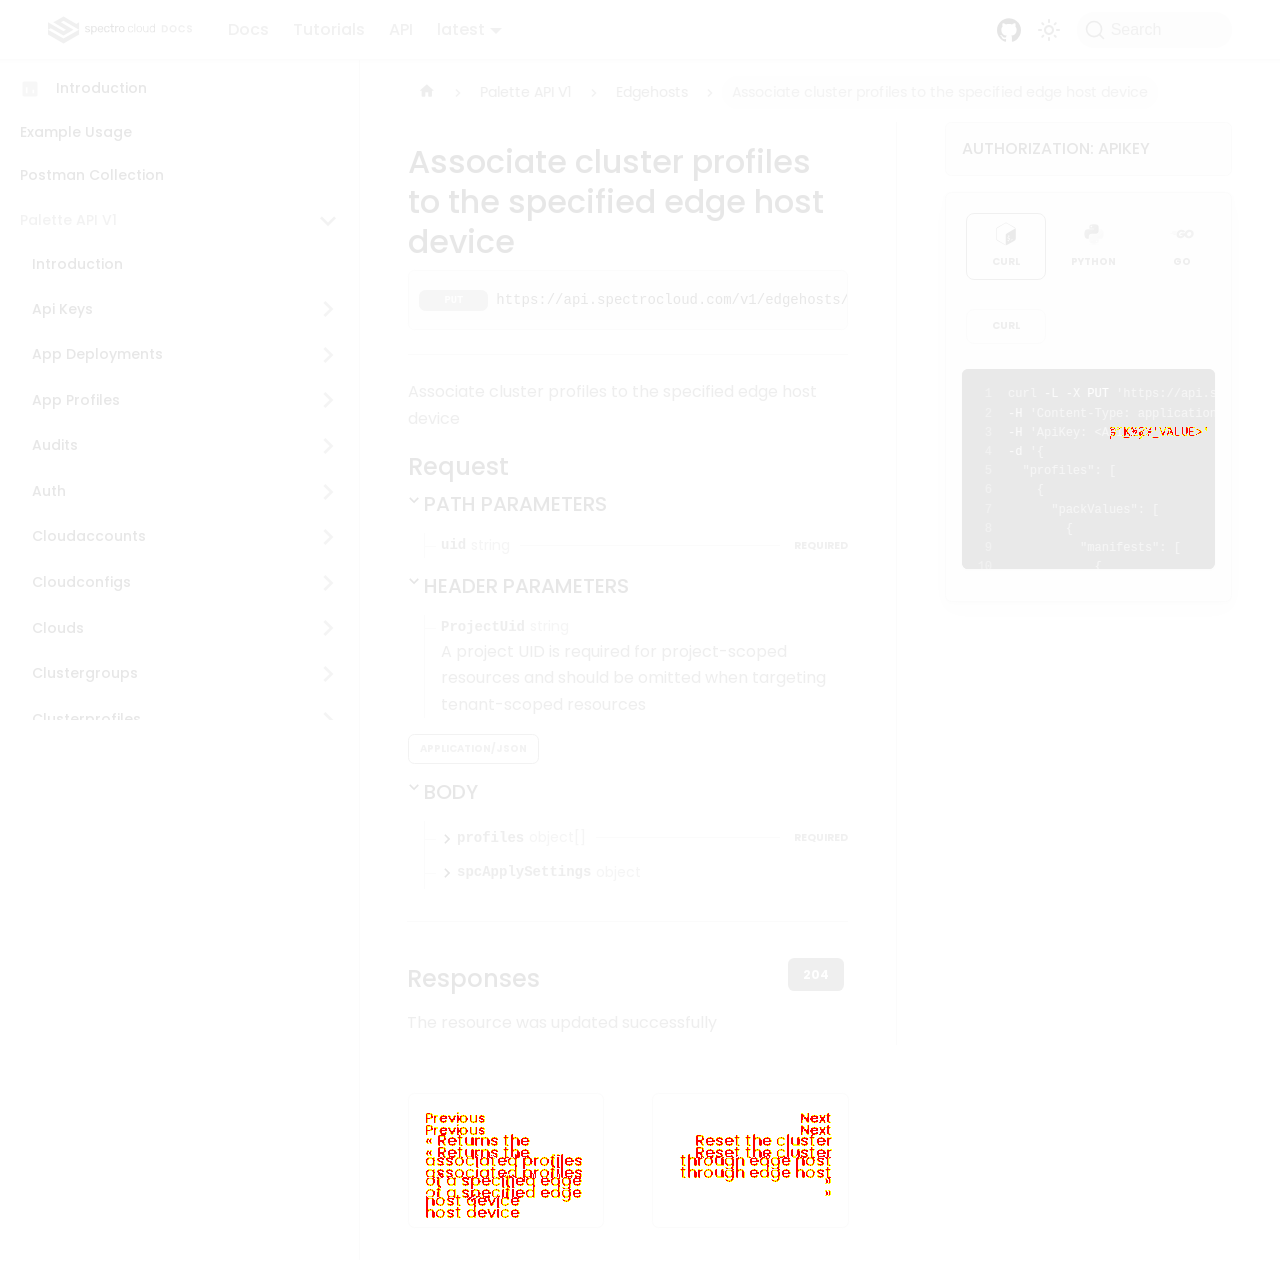 spectro cloud DOCS
Docs Tutorials API latest
Search
Introduction
Example Usage
Postman Collection
Palette API V1
Introduction
Api Keys
App Deployments
App Profiles
Audits
Auth
Cloudaccounts
Cloudconfigs
Clouds
Clustergroups
Clusterprofiles
Palette API V1 > Edgehosts > Associate cluster profiles to the specified edge host device
Associate cluster profiles
to the specified edge host
device
PUT https://api.spectrocloud.com/v1/edgehosts/
Associate cluster profiles to the specified edge host
device
Request
PATH PARAMETERS
uid string REQUIRED
HEADER PARAMETERS
ProjectUid string
A project UID is required for project-scoped
resources and should be omitted when targeting
tenant-scoped resources
APPLICATION/JSON
BODY
profiles object[] REQUIRED
spcApplySettings object
Responses 204
The resource was updated successfully
Previous
« Returns the
associated profiles
of a specified edge
host device
Next
Reset the cluster
through edge host
»
AUTHORIZATION: APIKEY
CURL PYTHON GO
CURL
1 curl -L -X PUT 'https://api.s
2 -H 'Content-Type: application
3 -H 'ApiKey: _VALUE>'
4 -d '{
5 "profiles": [
6 {
7 "packValues": [
8 {
9 "manifests": [
10 {